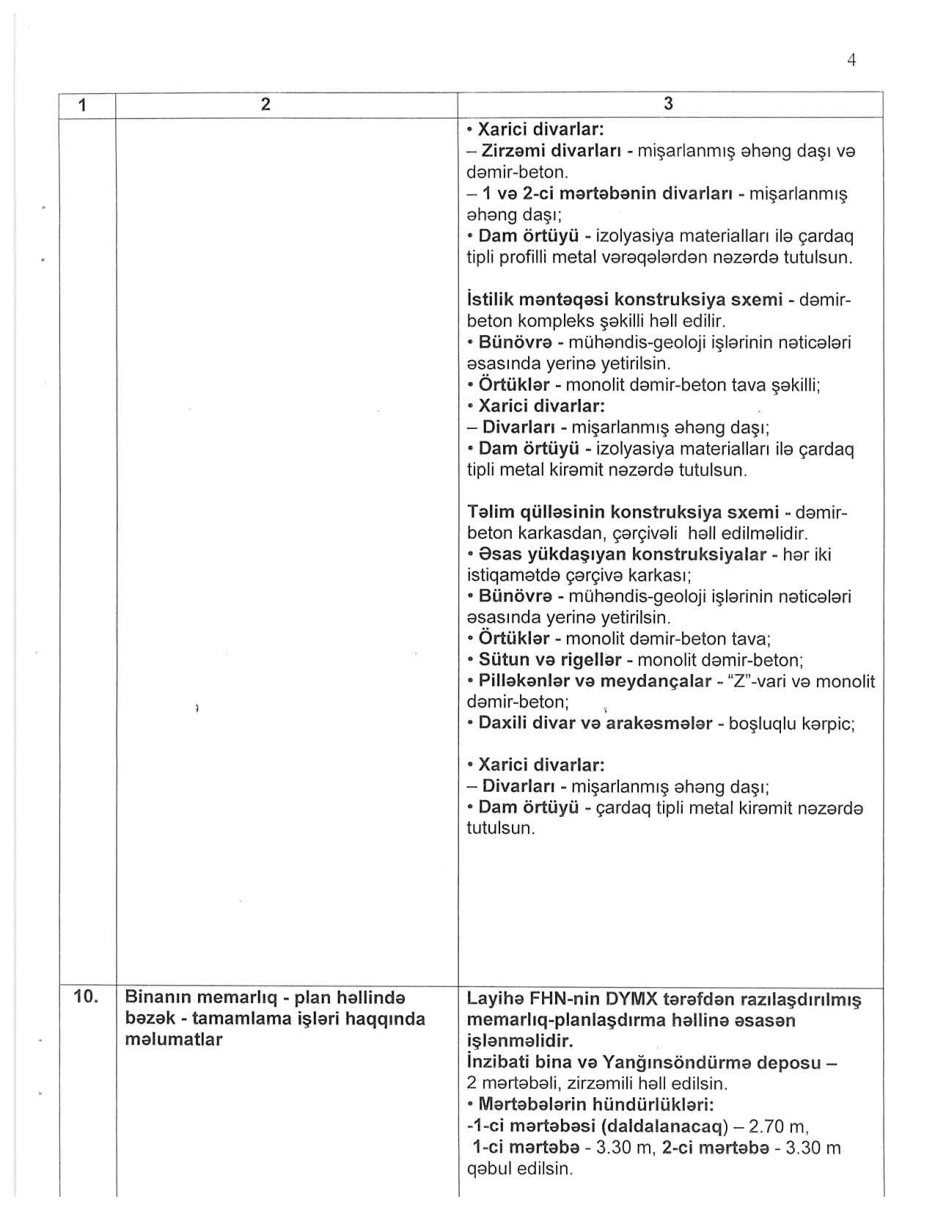 4
1 2 3
• Xarici divarlar:
– Zirzəmi divarları - mişarlanmış əhəng daşı və
dəmir-beton.
– 1 və 2-ci mərtəbənin divarları - mişarlanmış
əhəng daşı;
• Dam örtüyü - izolyasiya materialları ilə çardaq
tipli profilli metal vərəqələrdən nəzərdə tutulsun.
İstilik məntəqəsi konstruksiya sxemi - dəmir-
beton kompleks şəkilli həll edilir.
• Bünövrə - mühəndis-geoloji işlərinin nəticələri
əsasında yerinə yetirilsin.
• Örtüklər - monolit dəmir-beton tava şəkilli;
• Xarici divarlar:
– Divarları - mişarlanmış əhəng daşı;
• Dam örtüyü - izolyasiya materialları ilə çardaq
tipli metal kirəmit nəzərdə tutulsun.
Təlim qülləsinin konstruksiya sxemi - dəmir-
beton karkasdan, çərçivəli həll edilməlidir.
• Əsas yükdaşıyan konstruksiyalar - hər iki
istiqamətdə çərçivə karkası;
• Bünövrə - mühəndis-geoloji işlərinin nəticələri
əsasında yerinə yetirilsin.
• Örtüklər - monolit dəmir-beton tava;
• Sütun və rigellər - monolit dəmir-beton;
• Pilləkənlər və meydançalar - “Z”-vari və monolit
dəmir-beton;
• Daxili divar və arakəsmələr - boşluqlu kərpic;
• Xarici divarlar:
– Divarları - mişarlanmış əhəng daşı;
• Dam örtüyü - çardaq tipli metal kirəmit nəzərdə
tutulsun.
10.
Binanın memarlıq - plan həllində
bəzək - tamamlama işləri haqqında
məlumatlar
Layihə FHN-nin DYMX tərəfdən razılaşdırılmış
memarlıq-planlaşdırma həllinə əsasən
işlənməlidir.
İnzibati bina və Yanğınsöndürmə deposu –
2 mərtəbəli, zirzəmili həll edilsin.
• Mərtəbələrin hündürlükləri:
-1-ci mərtəbəsi (daldalanacaq) – 2.70 m,
1-ci mərtəbə - 3.30 m, 2-ci mərtəbə - 3.30 m
qəbul edilsin.